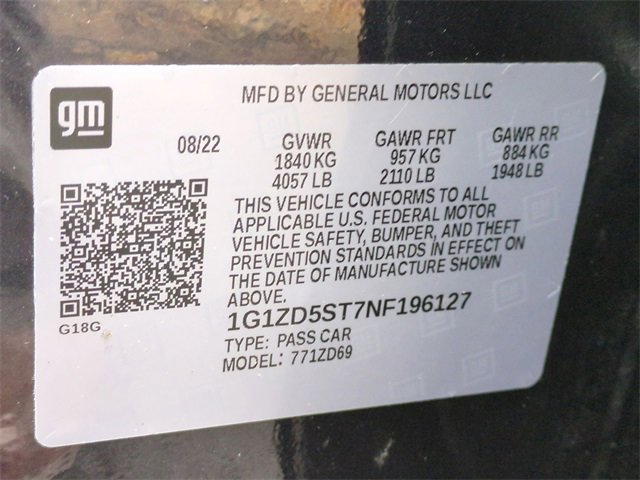 gm
MFD BY GENERAL MOTORS LLC
08/22 GVWR GAWR FRT GAWR RR
1840 KG 957 KG 884 KG
4057 LB 2110 LB 1948 LB
THIS VEHICLE CONFORMS TO ALL
APPLICABLE U.S. FEDERAL MOTOR
VEHICLE SAFETY, BUMPER, AND THEFT
PREVENTION STANDARDS IN EFFECT ON
THE DATE OF MANUFACTURE SHOWN
ABOVE.
G18G
1G1ZD5ST7NF196127
TYPE: PASS CAR
MODEL: 771ZD69